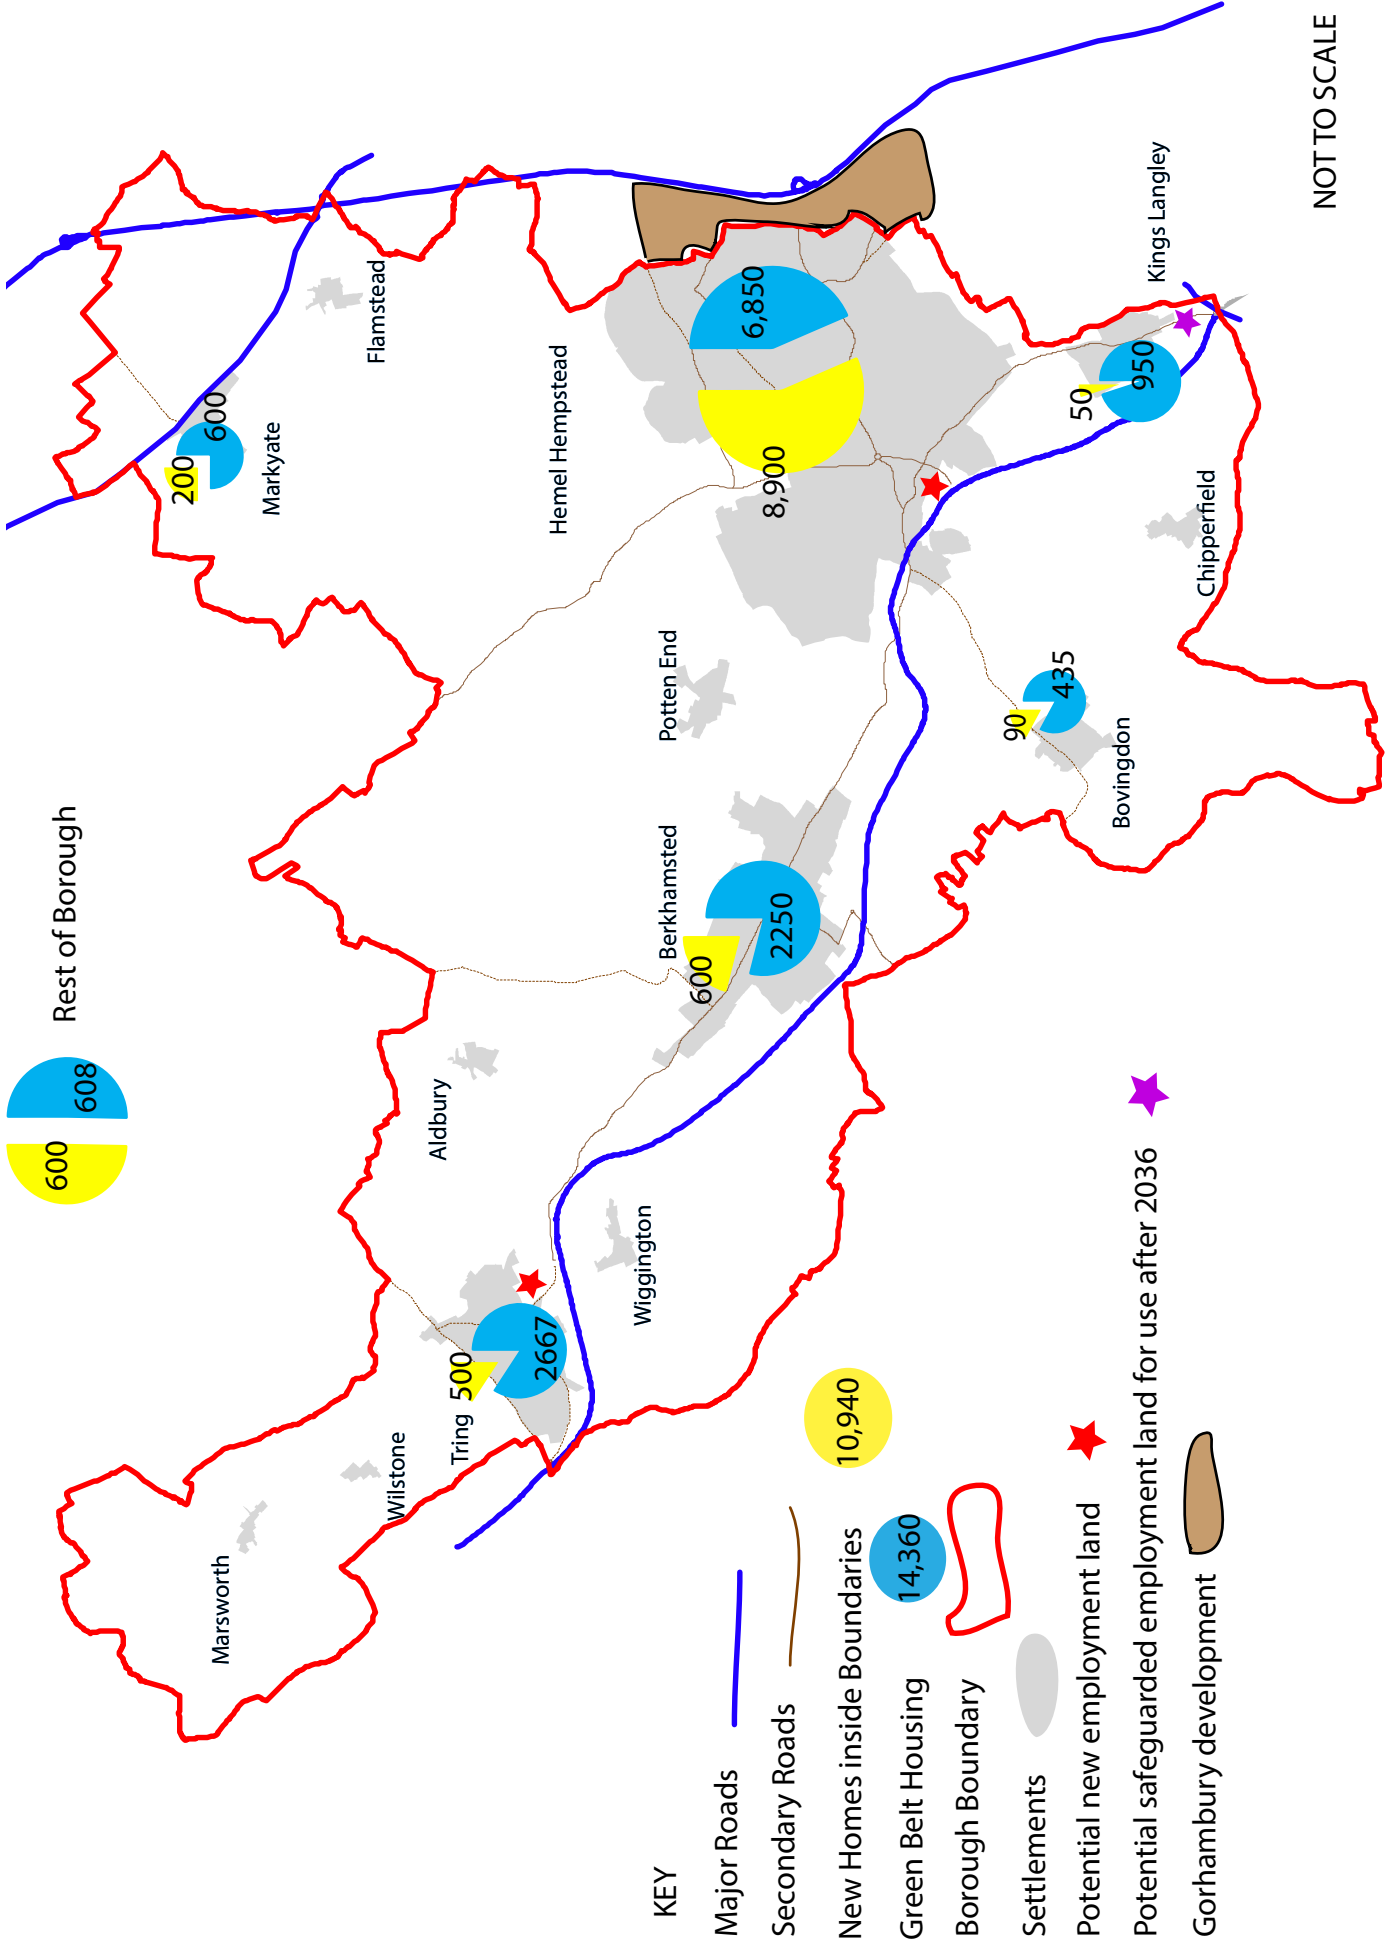 Rest of Borough
600
608
Marsworth
Wilstone
Tring
500
2667
Wiggington
Aldbury
Berkhamsted
600
2250
Potten End
Hemel Hempstead
8,900
6,850
Markyate
200
600
Flamstead
Bovingdon
90
435
Chipperfield
Kings Langley
50
950
KEY
Major Roads
Secondary Roads
New Homes inside Boundaries
10,940
Green Belt Housing
14,360
Borough Boundary
Settlements
Potential new employment land
Potential safeguarded employment land for use after 2036
Gorhambury development
NOT TO SCALE